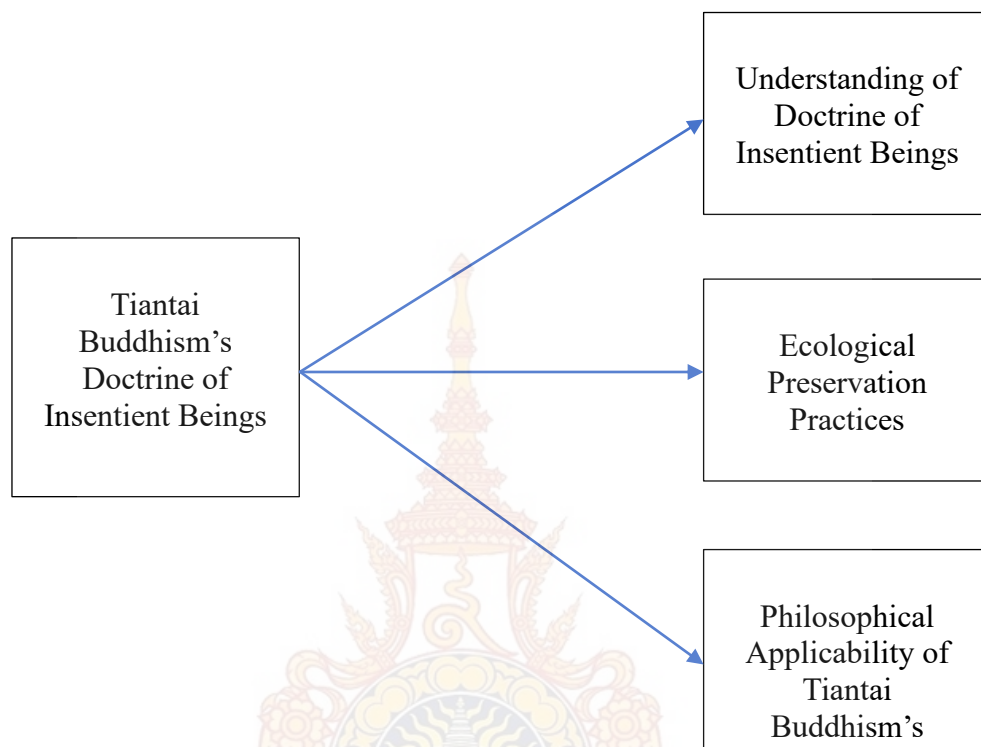 Understanding of
Doctrine of
Insentient Beings
Tiantai
Buddhism’s
Doctrine of
Insentient Beings
Ecological
Preservation
Practices
Philosophical
Applicability of
Tiantai
Buddhism’s